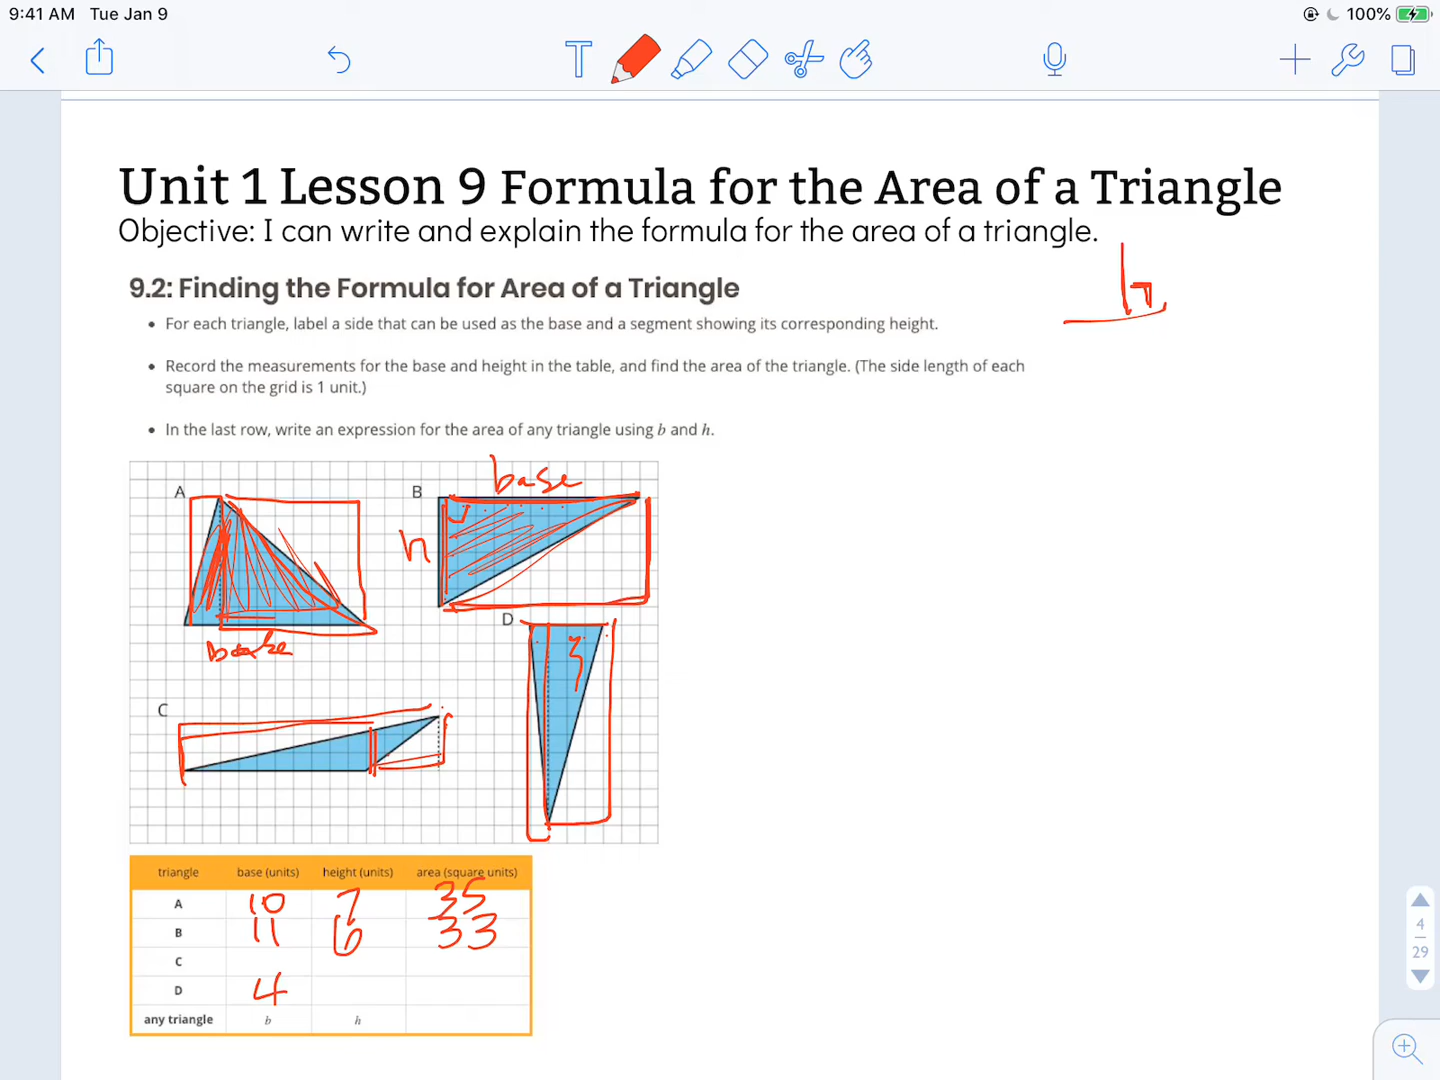 9:41 AM Tue Jan 9
100%
T
Unit 1 Lesson 9 Formula for the Area of a Triangle
Objective: I can write and explain the formula for the area of a triangle.
9.2: Finding the Formula for Area of a Triangle
• For each triangle, label a side that can be used as the base and a segment showing its corresponding height.
• Record the measurements for the base and height in the table, and find the area of the triangle. (The side length of each
square on the grid is 1 unit.)
• In the last row, write an expression for the area of any triangle using b and h.
A
B
base
h
base
D
C
triangle base (units) height (units) area (square units)
A 10 7 35
B 11 6 33
C
D 4
any triangle b h
4
29